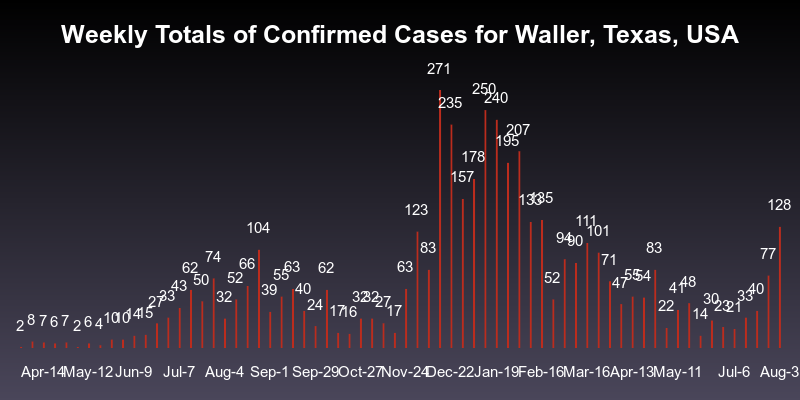 Weekly Totals of Confirmed Cases for Waller, Texas, USA
2 8 7 6 7 2 6 4 10 10 14 15 27 33 43 62 50 74 32 52 66 104 39 55 63 40 24 62 17 16 32 32 27 17 63 123 83 271 235 157 178 250 240 195 207 133 135 52 94 90 111 101 71 47 55 54 83 22 41 48 14 30 23 21 33 40 77 128
Apr-14 May-12 Jun-9 Jul-7 Aug-4 Sep-1 Sep-29 Oct-27 Nov-24 Dec-22 Jan-19 Feb-16 Mar-16 Apr-13 May-11 Jul-6 Aug-3